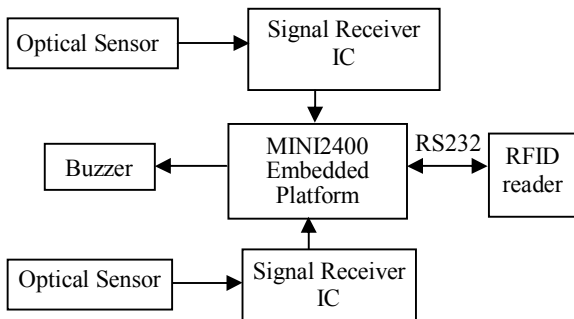 Optical Sensor
Signal Receiver
IC
Buzzer
MINI2400
Embedded
Platform
RS232
RFID
reader
Optical Sensor
Signal Receiver
IC